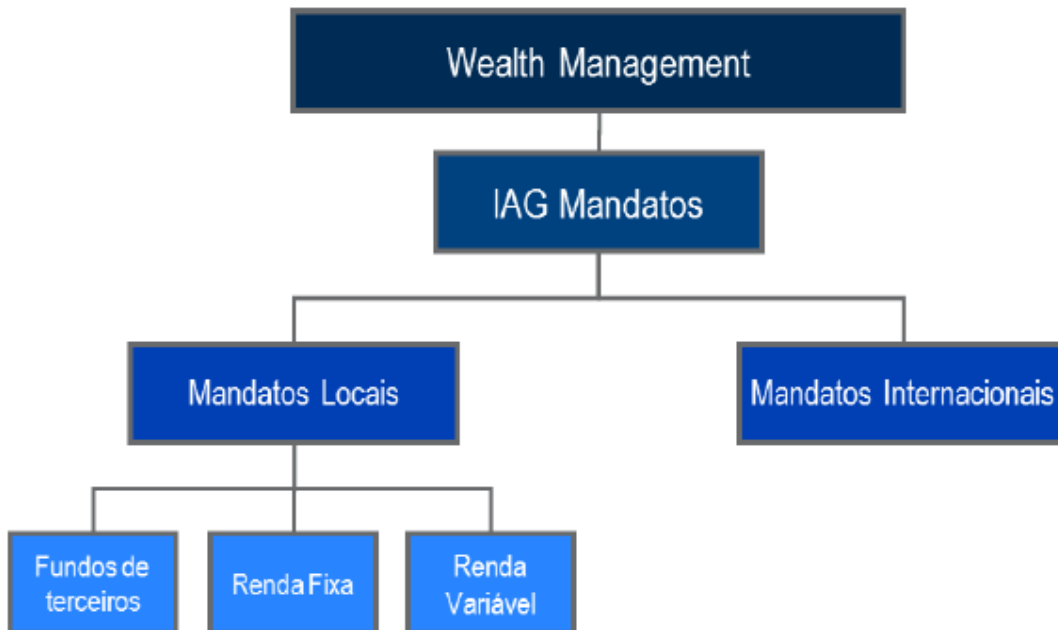 Wealth Management
IAG Mandatos
Mandatos Locais
Mandatos Internacionais
Fundos de
terceiros
Renda Fixa
Renda
Variável